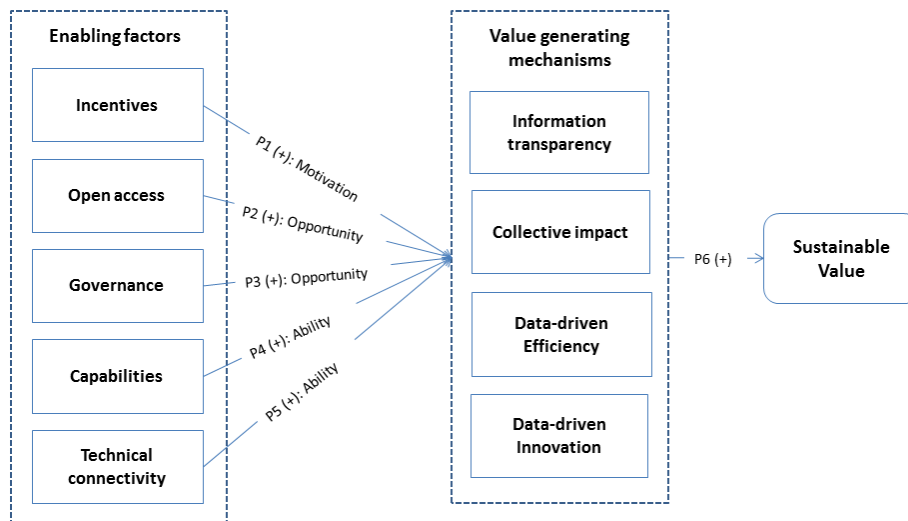 Enabling factors
Incentives
Open access
Governance
Capabilities
Technical
connectivity
P1 (+): Motivation
P2 (+): Opportunity
P3 (+): Opportunity
P4 (+): Ability
P5 (+): Ability
Value generating
mechanisms
Information
transparency
Collective impact
Data-driven
Efficiency
Data-driven
Innovation
P6 (+)
Sustainable
Value